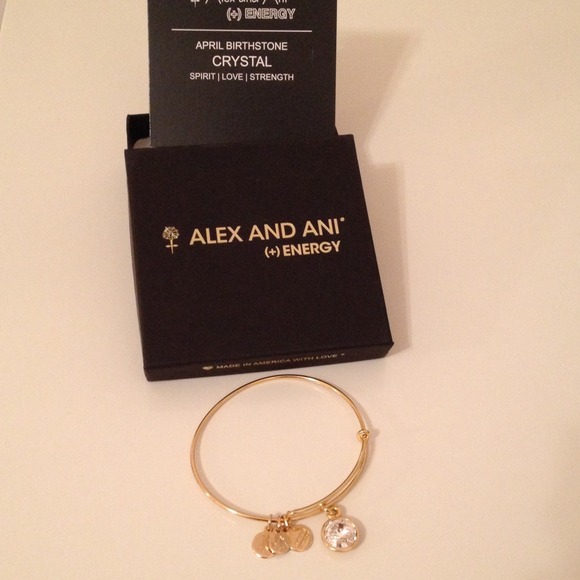 (+) ENERGY
APRIL BIRTHSTONE
CRYSTAL
SPIRIT | LOVE | STRENGTH
ALEX AND ANI®
(+) ENERGY
MADE IN AMERICA WITH LOVE